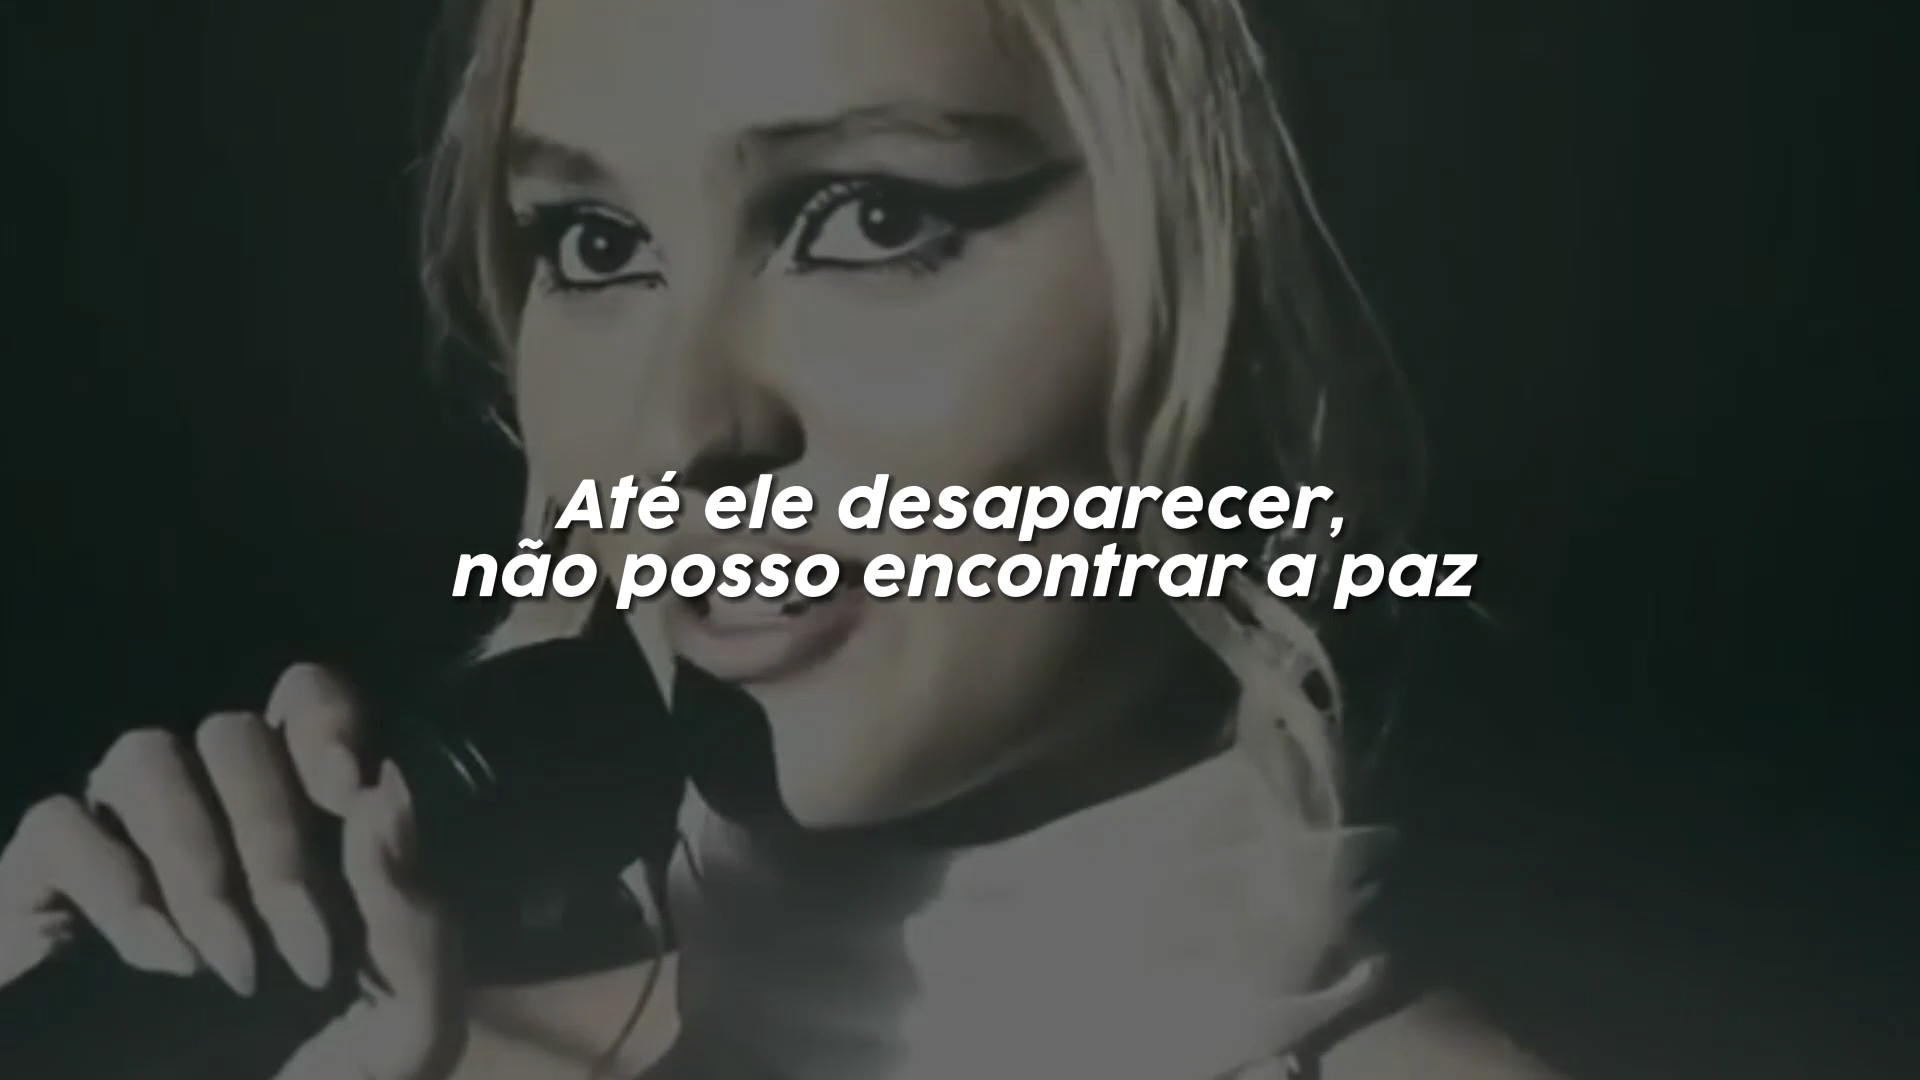 Até ele desaparecer,
não posso encontrar a paz